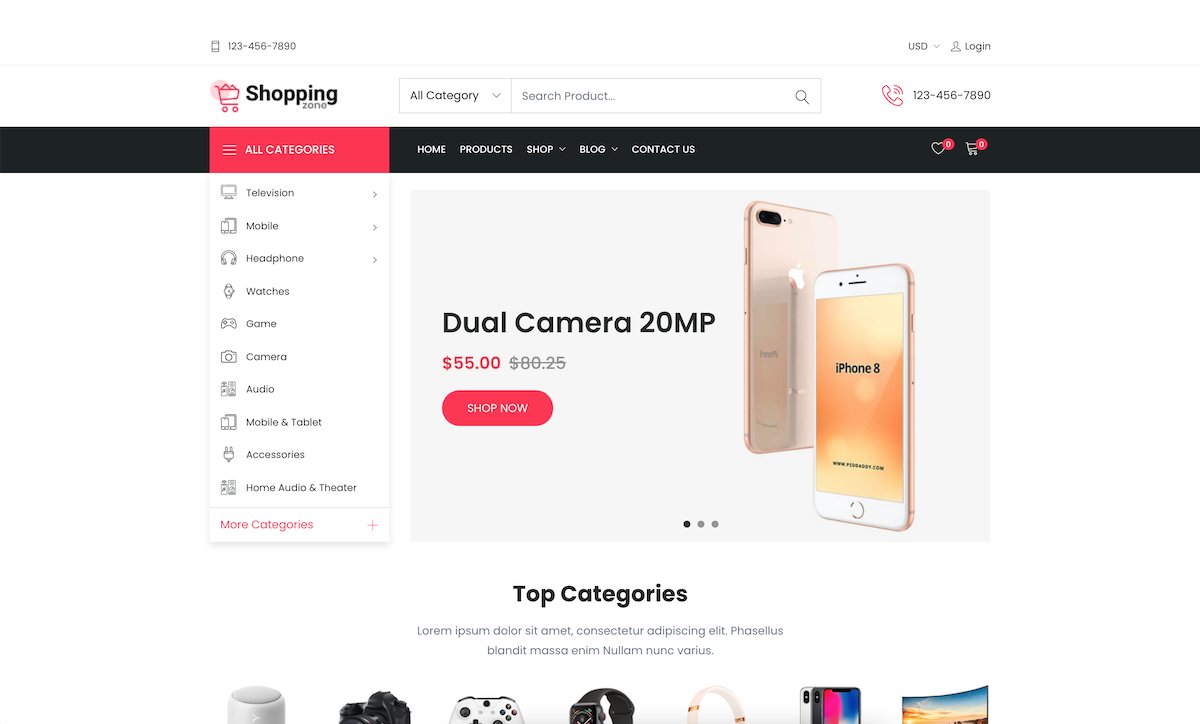 123-456-7890
USD
Login
Shopping
zone
All Category
Search Product...
123-456-7890
ALL CATEGORIES
HOME
PRODUCTS
SHOP
BLOG
CONTACT US
0
0
Television
Mobile
Headphone
Watches
Game
Camera
Audio
Mobile & Tablet
Accessories
Home Audio & Theater
More Categories
Dual Camera 20MP
$55.00 $80.25
SHOP NOW
iPhone
iPhone 8
WWW.PSDDADDY.COM
Top Categories
Lorem ipsum dolor sit amet, consectetur adipiscing elit. Phasellus
blandit massa enim Nullam nunc varius.